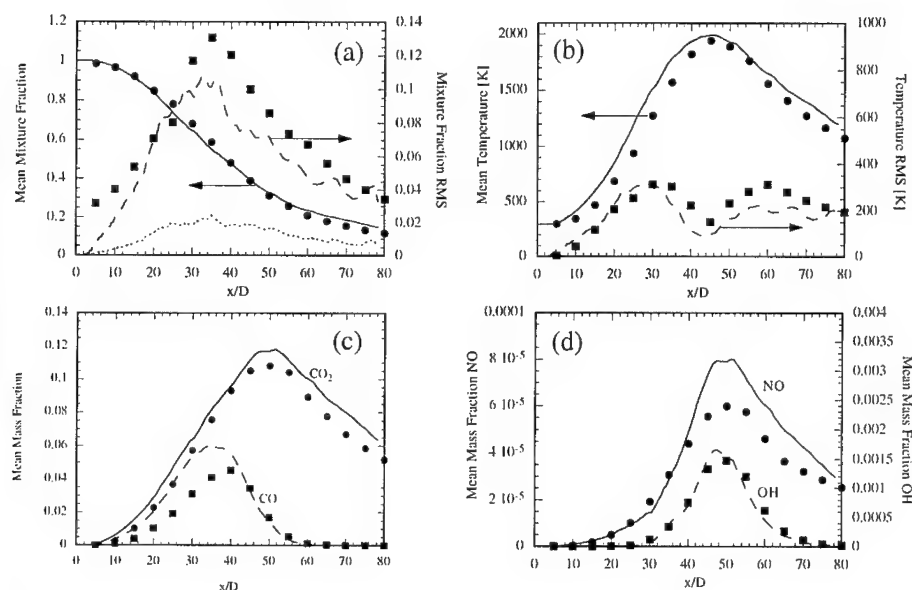 (a)
Mean Mixture Fraction
1.2
1
0.8
0.6
0.4
0.2
0
0.14
0.12
0.1
0.08
0.06
0.04
0.02
0
Mixture Fraction RMS
0 10 20 30 40 50 60 70 80
x/D
(b)
Mean Temperature [K]
2000
1500
1000
500
0
1000
800
600
400
200
0
Temperature RMS [K]
0 10 20 30 40 50 60 70 80
x/D
(c)
Mean Mass Fraction
0.14
0.12
0.1
0.08
0.06
0.04
0.02
0
CO2
CO
0 10 20 30 40 50 60 70 80
x/D
(d)
Mean Mass Fraction NO
0.0001
8 10-5
6 10-5
4 10-5
2 10-5
0 10 0
0.004
0.0035
0.003
0.0025
0.002
0.0015
0.001
0.0005
0
Mean Mass Fraction OH
NO
OH
0 10 20 30 40 50 60 70 80
x/D